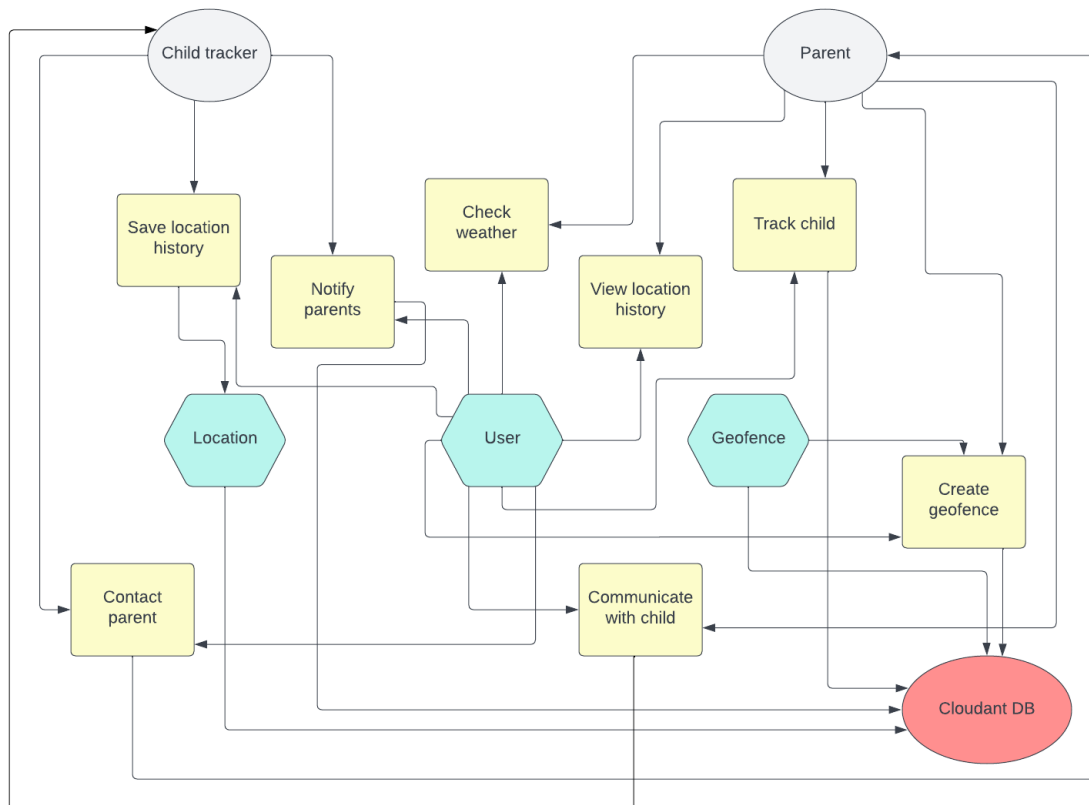 Child tracker
Parent
Save location
history
Check
weather
Track child
Notify
parents
View location
history
Location
User
Geofence
Create
geofence
Contact
parent
Communicate
with child
Cloudant DB